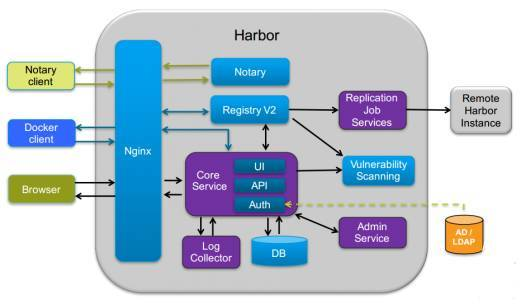 Harbor
Notary
client
Notary
Registry V2
Replication
Job
Services
Remote
Harbor
Instance
Docker
client
Nginx
UI
Core
Service
API
Auth
Vulnerability
Scanning
Browser
Log
Collector
DB
Admin
Service
AD /
LDAP